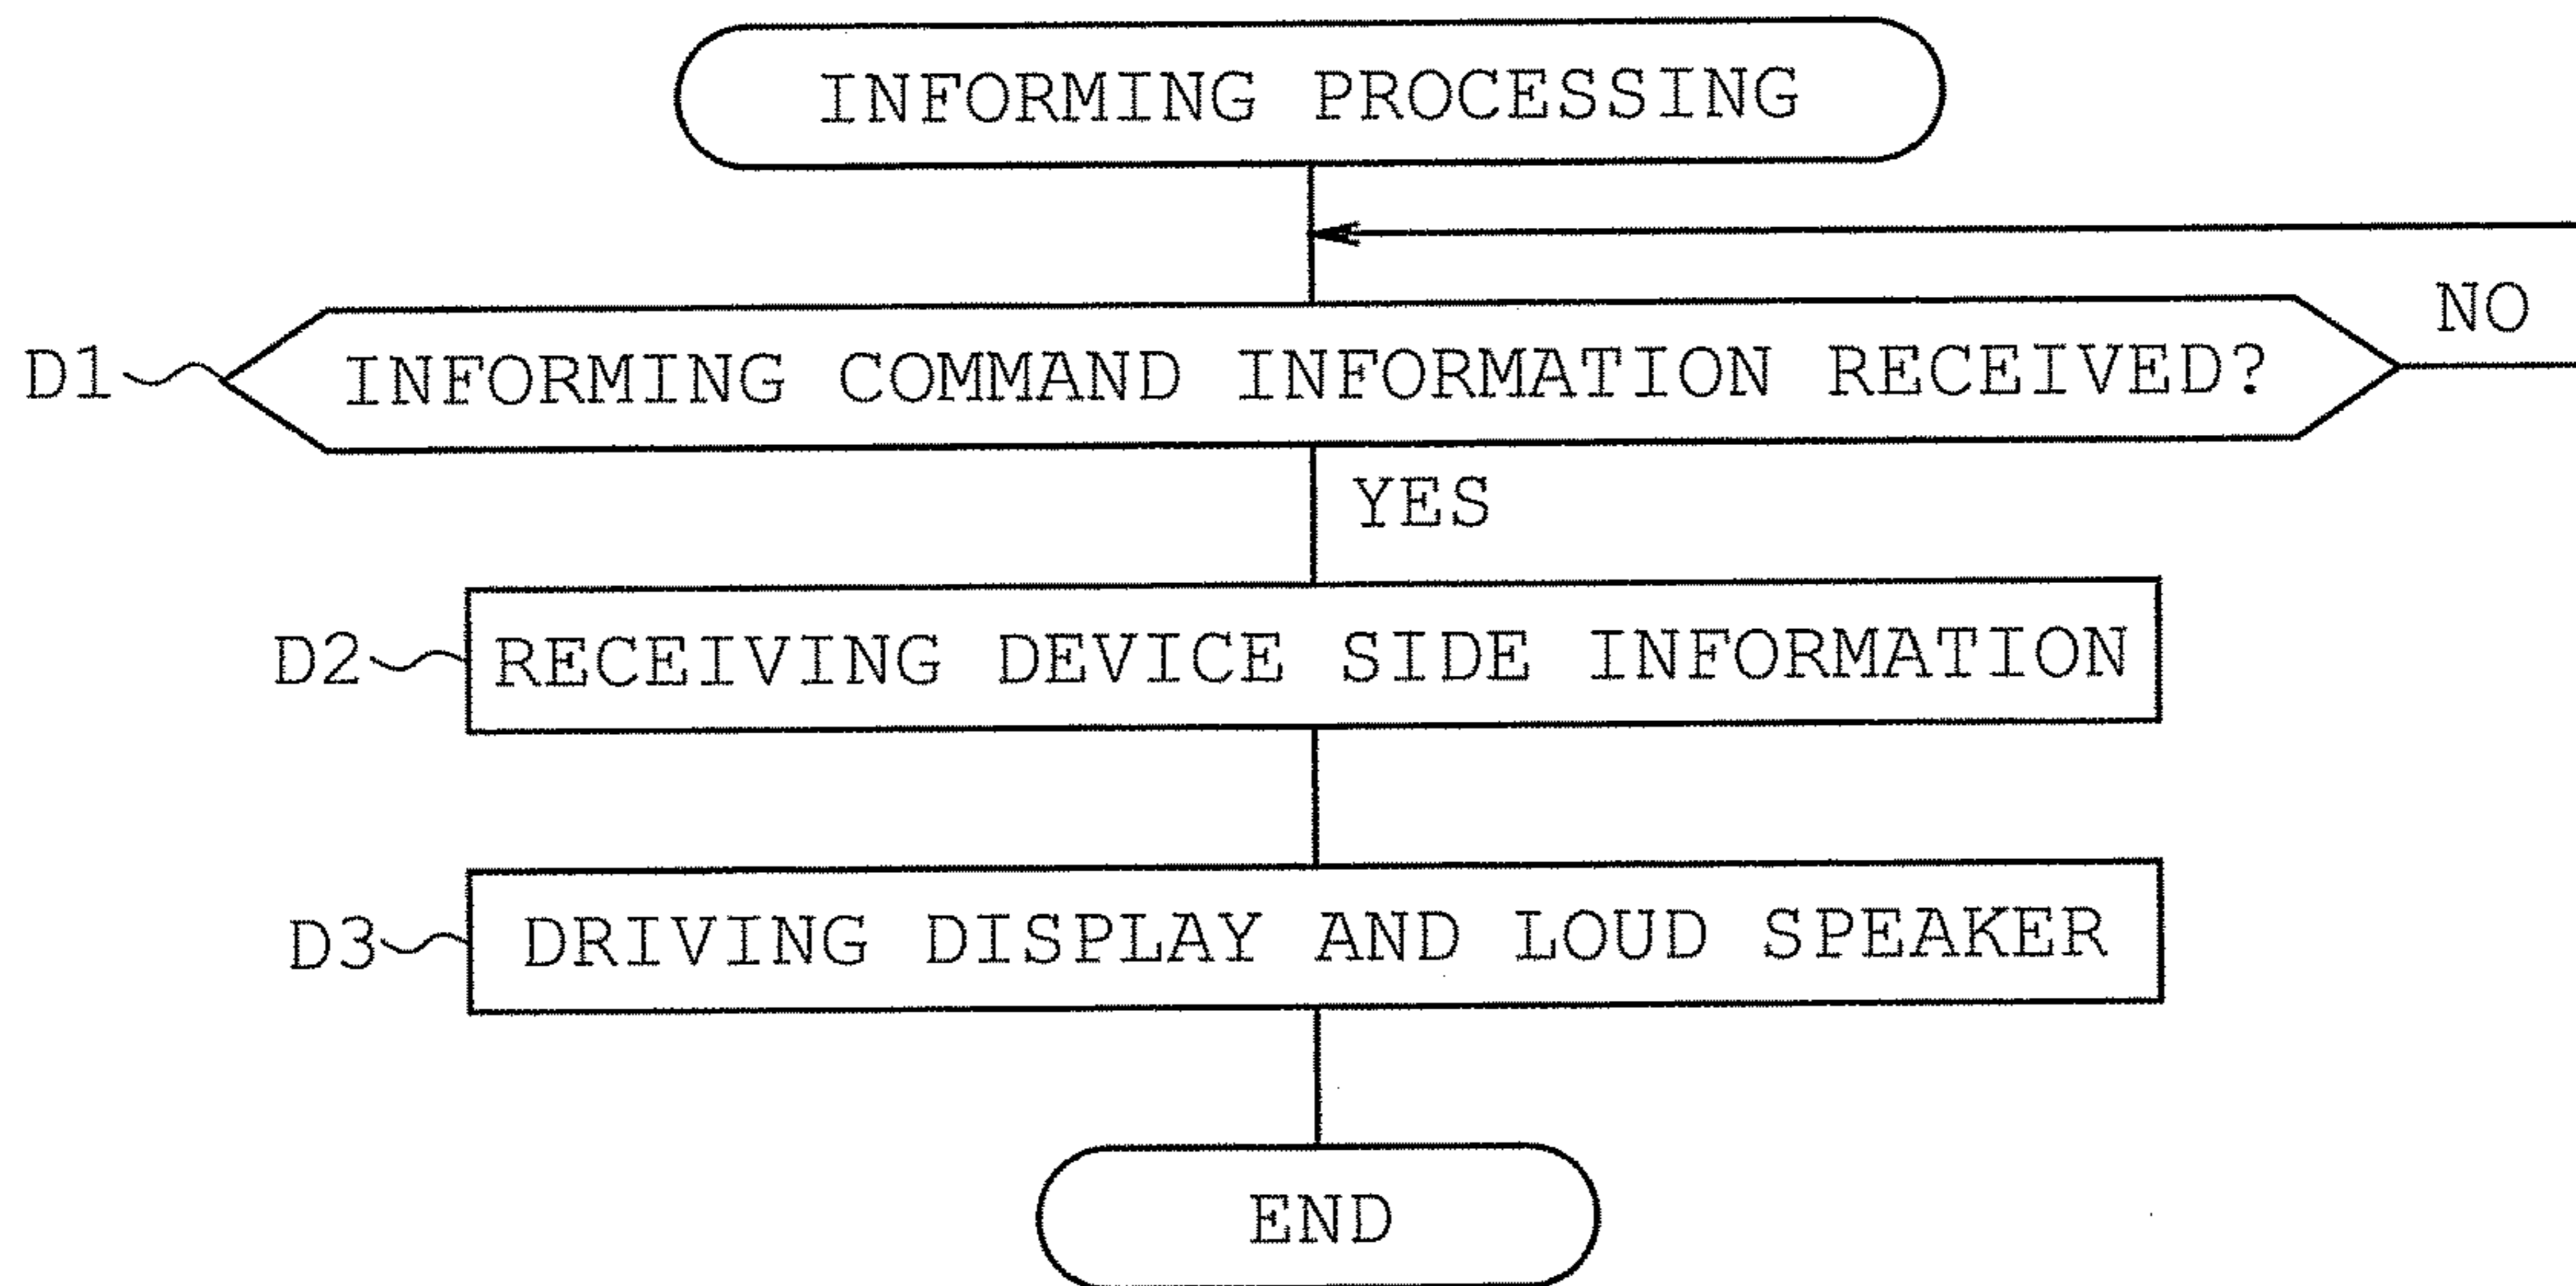 INFORMING PROCESSING
NO
D1 INFORMING COMMAND INFORMATION RECEIVED?
YES
D2 RECEIVING DEVICE SIDE INFORMATION
D3 DRIVING DISPLAY AND LOUD SPEAKER
END